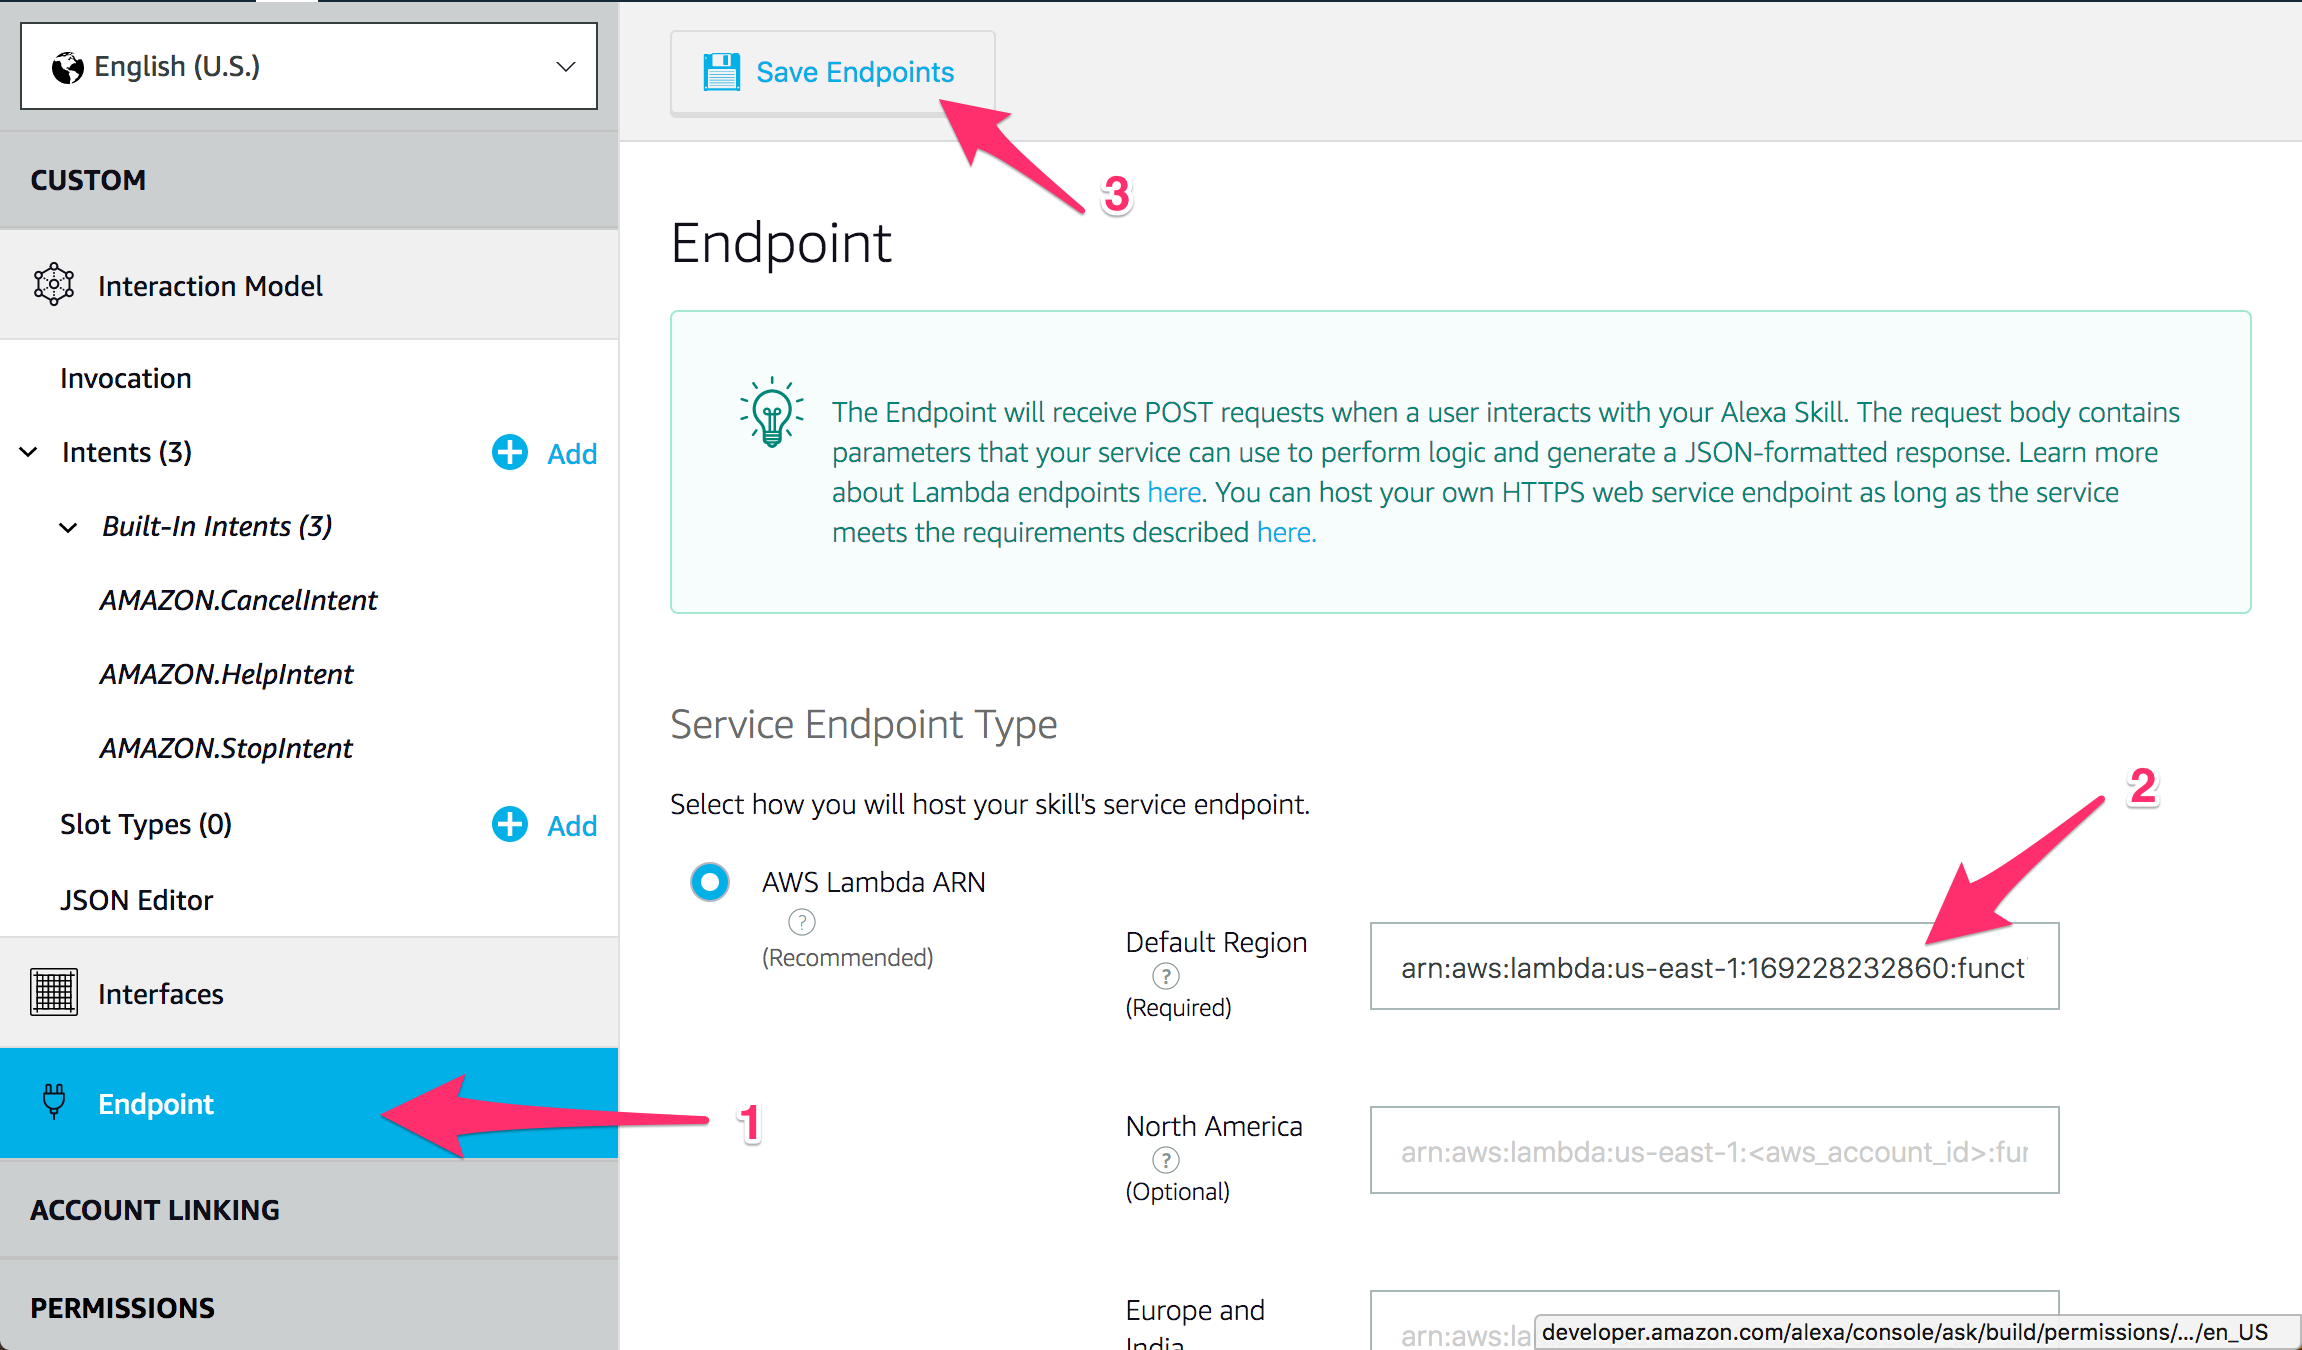 English (U.S.)
CUSTOM
Interaction Model
Invocation
Intents (3)
Add
Built-In Intents (3)
AMAZON.CancelIntent
AMAZON.HelpIntent
AMAZON.StopIntent
Slot Types (0)
Add
JSON Editor
Interfaces
Endpoint
1
ACCOUNT LINKING
PERMISSIONS
Save Endpoints
3
Endpoint
The Endpoint will receive POST requests when a user interacts with your Alexa Skill. The request body contains
parameters that your service can use to perform logic and generate a JSON-formatted response. Learn more
about Lambda endpoints here. You can host your own HTTPS web service endpoint as long as the service
meets the requirements described here.
Service Endpoint Type
Select how you will host your skill's service endpoint.
2
AWS Lambda ARN
?
(Recommended)
Default Region
?
(Required)
arn:aws:lambda:us-east-1:169228232860:funct
North America
?
(Optional)
arn:aws:lambda:us-east-1:<aws_account_id>:fur
Europe and
India
arn:aws:la
developer.amazon.com/alexa/console/ask/build/permissions/.../en_US